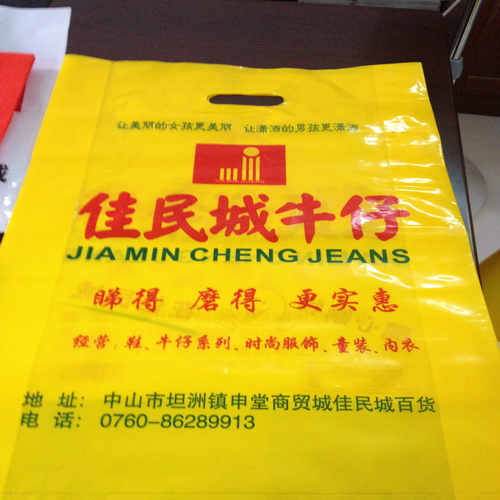 让美丽的女孩更美丽 让潇洒的男孩更潇洒
佳民城牛仔
JIA MIN CHENG JEANS
睇得 磨得 更实惠
经营:鞋、牛仔系列、时尚服飾、童装、内衣
地 址: 中山市坦洲镇申堂商贸城佳民城百货
电 话: 0760-86289913